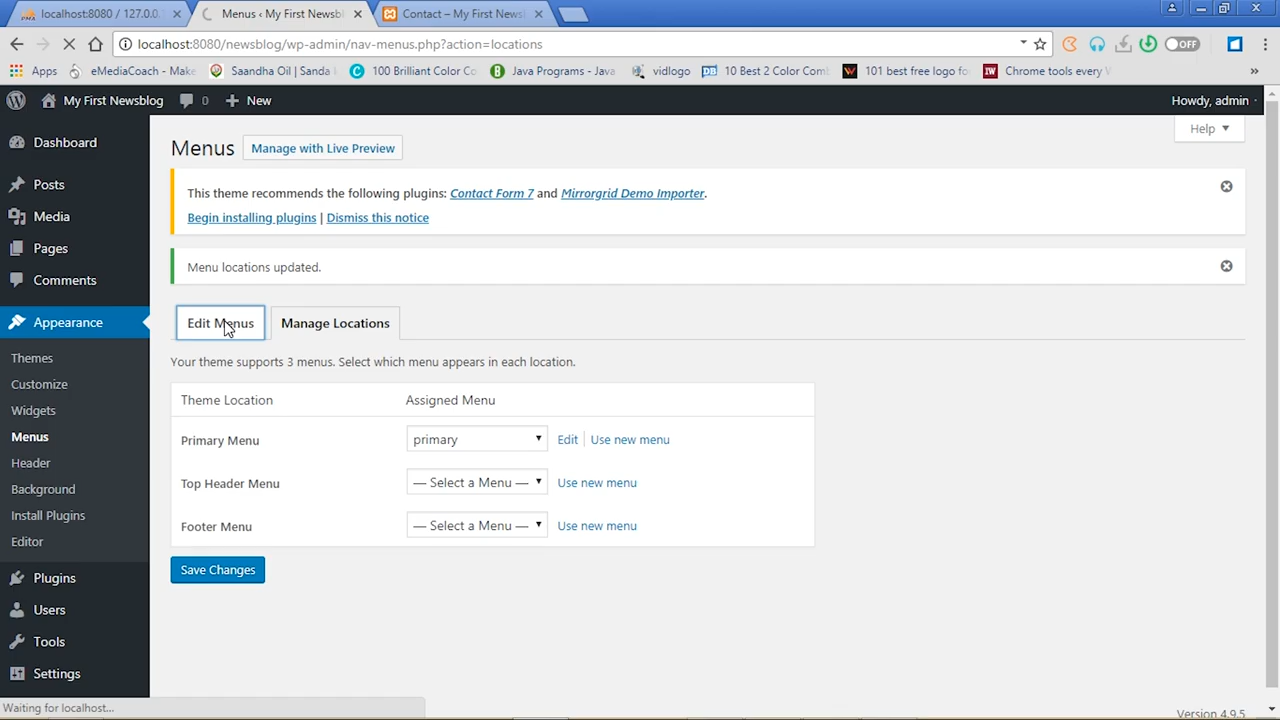 localhost:8080 / 127.0.0.
Menus ‹ My First Newsbl
Contact – My First News
localhost:8080/newsblog/wp-admin/nav-menus.php?action=locations
OFF
Apps
eMediaCoach - Make
Saandha Oil | Sanda
100 Brilliant Color Co
Java Programs - Java
vidlogo
10 Best 2 Color Comb
101 best free logo fo
Chrome tools every
My First Newsblog
0
New
Howdy, admin
Dashboard
Posts
Media
Pages
Comments
Appearance
Themes
Customize
Widgets
Menus
Header
Background
Install Plugins
Editor
Plugins
Users
Tools
Settings
Help
Menus
Manage with Live Preview
This theme recommends the following plugins: Contact Form 7 and Mirrorgrid Demo Importer.
Begin installing plugins | Dismiss this notice
Menu locations updated.
Edit Menus
Manage Locations
Your theme supports 3 menus. Select which menu appears in each location.
Theme Location Assigned Menu
Primary Menu primary Edit Use new menu
Top Header Menu — Select a Menu — Use new menu
Footer Menu — Select a Menu — Use new menu
Save Changes
Waiting for localhost...
Version 4.9.5